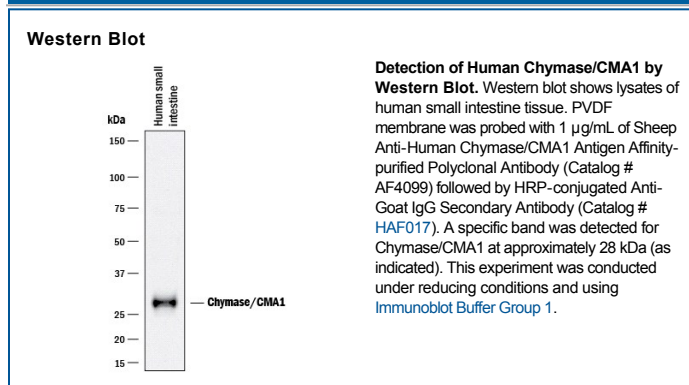 Western Blot
Human small
intestine
kDa
150
100
75
50
37
25
20
15
Chymase/CMA1
Detection of Human Chymase/CMA1 by
Western Blot. Western blot shows lysates of
human small intestine tissue. PVDF
membrane was probed with 1 µg/mL of Sheep
Anti-Human Chymase/CMA1 Antigen Affinity-
purified Polyclonal Antibody (Catalog #
AF4099) followed by HRP-conjugated Anti-
Goat IgG Secondary Antibody (Catalog #
HAF017). A specific band was detected for
Chymase/CMA1 at approximately 28 kDa (as
indicated). This experiment was conducted
under reducing conditions and using
Immunoblot Buffer Group 1.